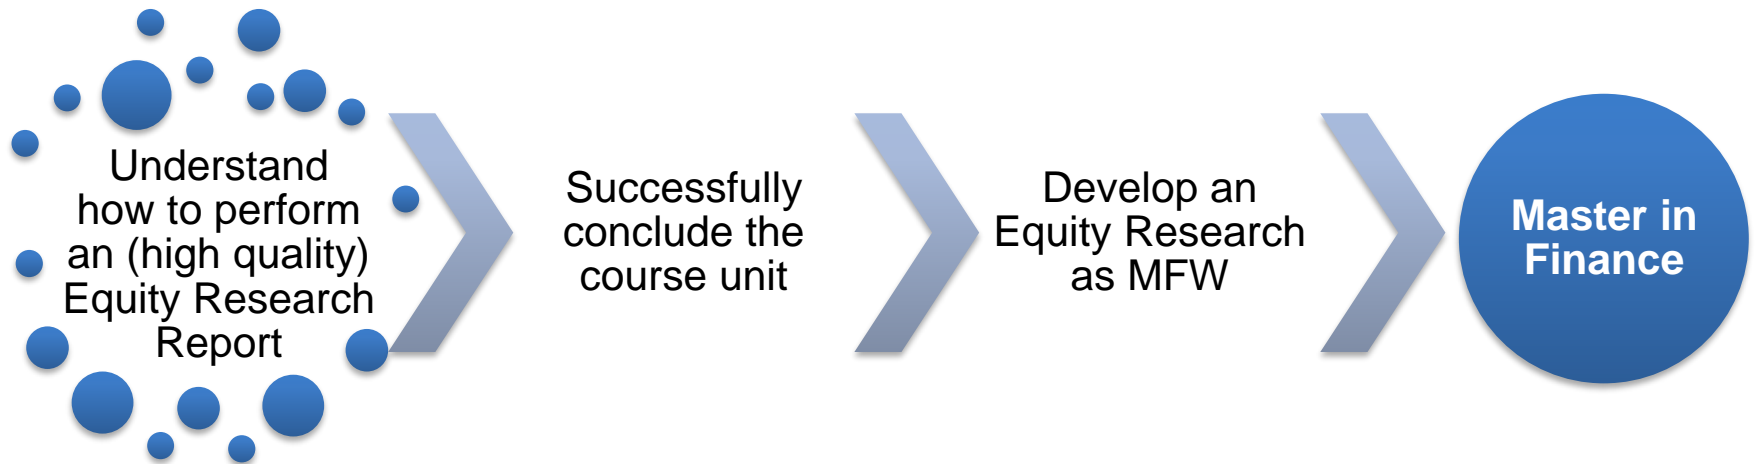 Understand
how to perform
an (high quality)
Equity Research
Report
Successfully
conclude the
course unit
Develop an
Equity Research
as MFW
Master in
Finance